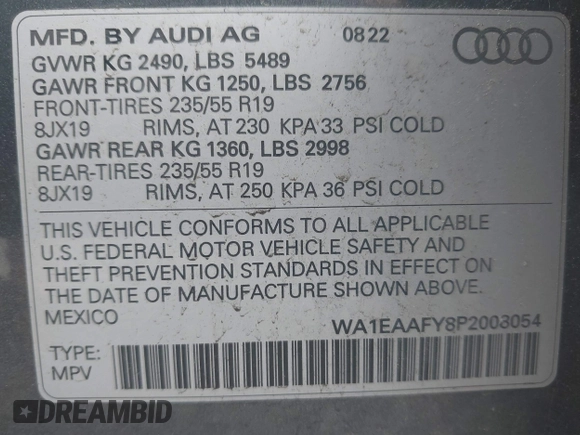 MFD. BY AUDI AG 08 22
GVWR KG 2490, LBS 5489
GAWR FRONT KG 1250, LBS 2756
FRONT-TIRES 235/55 R19
8JX19 RIMS, AT 230 KPA 33 PSI COLD
GAWR REAR KG 1360, LBS 2998
REAR-TIRES 235/55 R19
8JX19 RIMS, AT 250 KPA 36 PSI COLD
THIS VEHICLE CONFORMS TO ALL APPLICABLE
U.S. FEDERAL MOTOR VEHICLE SAFETY AND
THEFT PREVENTION STANDARDS IN EFFECT ON
THE DATE OF MANUFACTURE SHOWN ABOVE.
MEXICO
WA1EAAFY8P2003054
TYPE:
MPV
DREAMBID